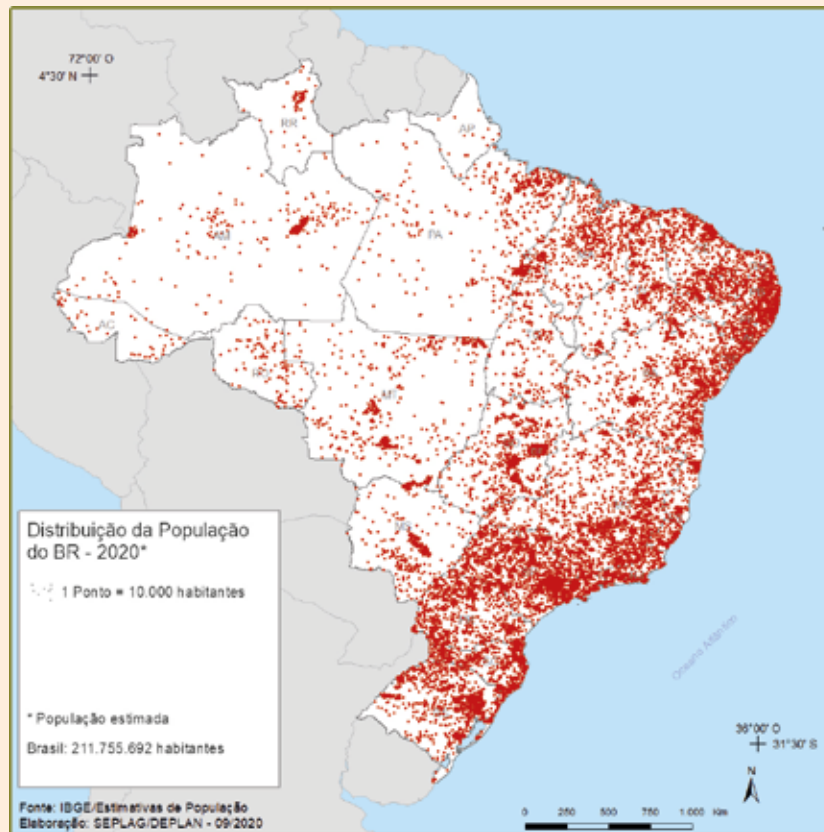 72°00' O
4°30' N
RR
AP
AM
PA
AC
MT
Distribuição da População
do BR - 2020*
1 Ponto = 10.000 habitantes
* População estimada
Brasil: 211.755.692 habitantes
Oceano Atlântico
36°00' O
31°30' S
N
Fonte: IBGE/Estimativas de População
Elaboração: SEPLAG/DEPLAN - 09/2020
0 250 500 750 1.000 Km